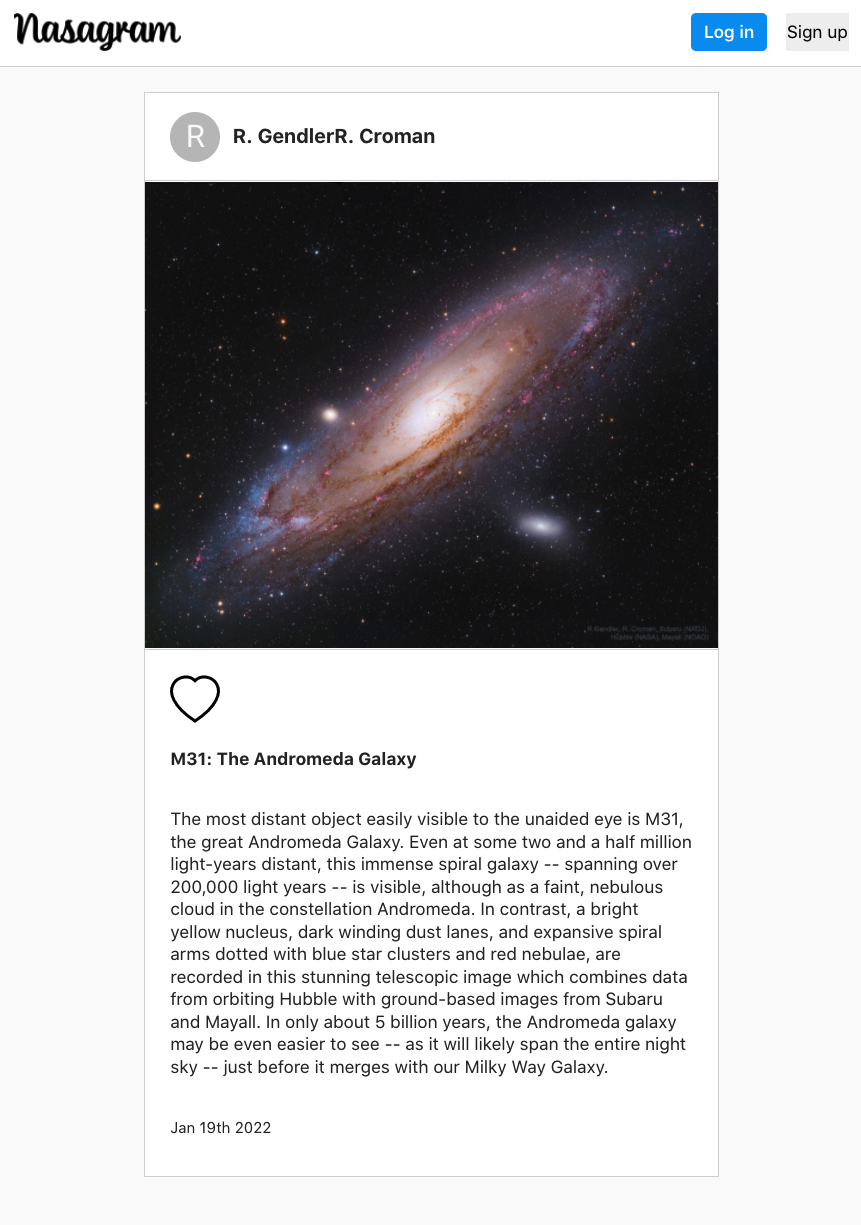 Nasagram
Log in
Sign up
R
R. GendlerR. Croman
R Gendler, R. Croman, Subaru (NAOJ),
Hubble (NASA), Mayall (NOAO)
M31: The Andromeda Galaxy
The most distant object easily visible to the unaided eye is M31,
the great Andromeda Galaxy. Even at some two and a half million
light-years distant, this immense spiral galaxy -- spanning over
200,000 light years -- is visible, although as a faint, nebulous
cloud in the constellation Andromeda. In contrast, a bright
yellow nucleus, dark winding dust lanes, and expansive spiral
arms dotted with blue star clusters and red nebulae, are
recorded in this stunning telescopic image which combines data
from orbiting Hubble with ground-based images from Subaru
and Mayall. In only about 5 billion years, the Andromeda galaxy
may be even easier to see -- as it will likely span the entire night
sky -- just before it merges with our Milky Way Galaxy.
Jan 19th 2022